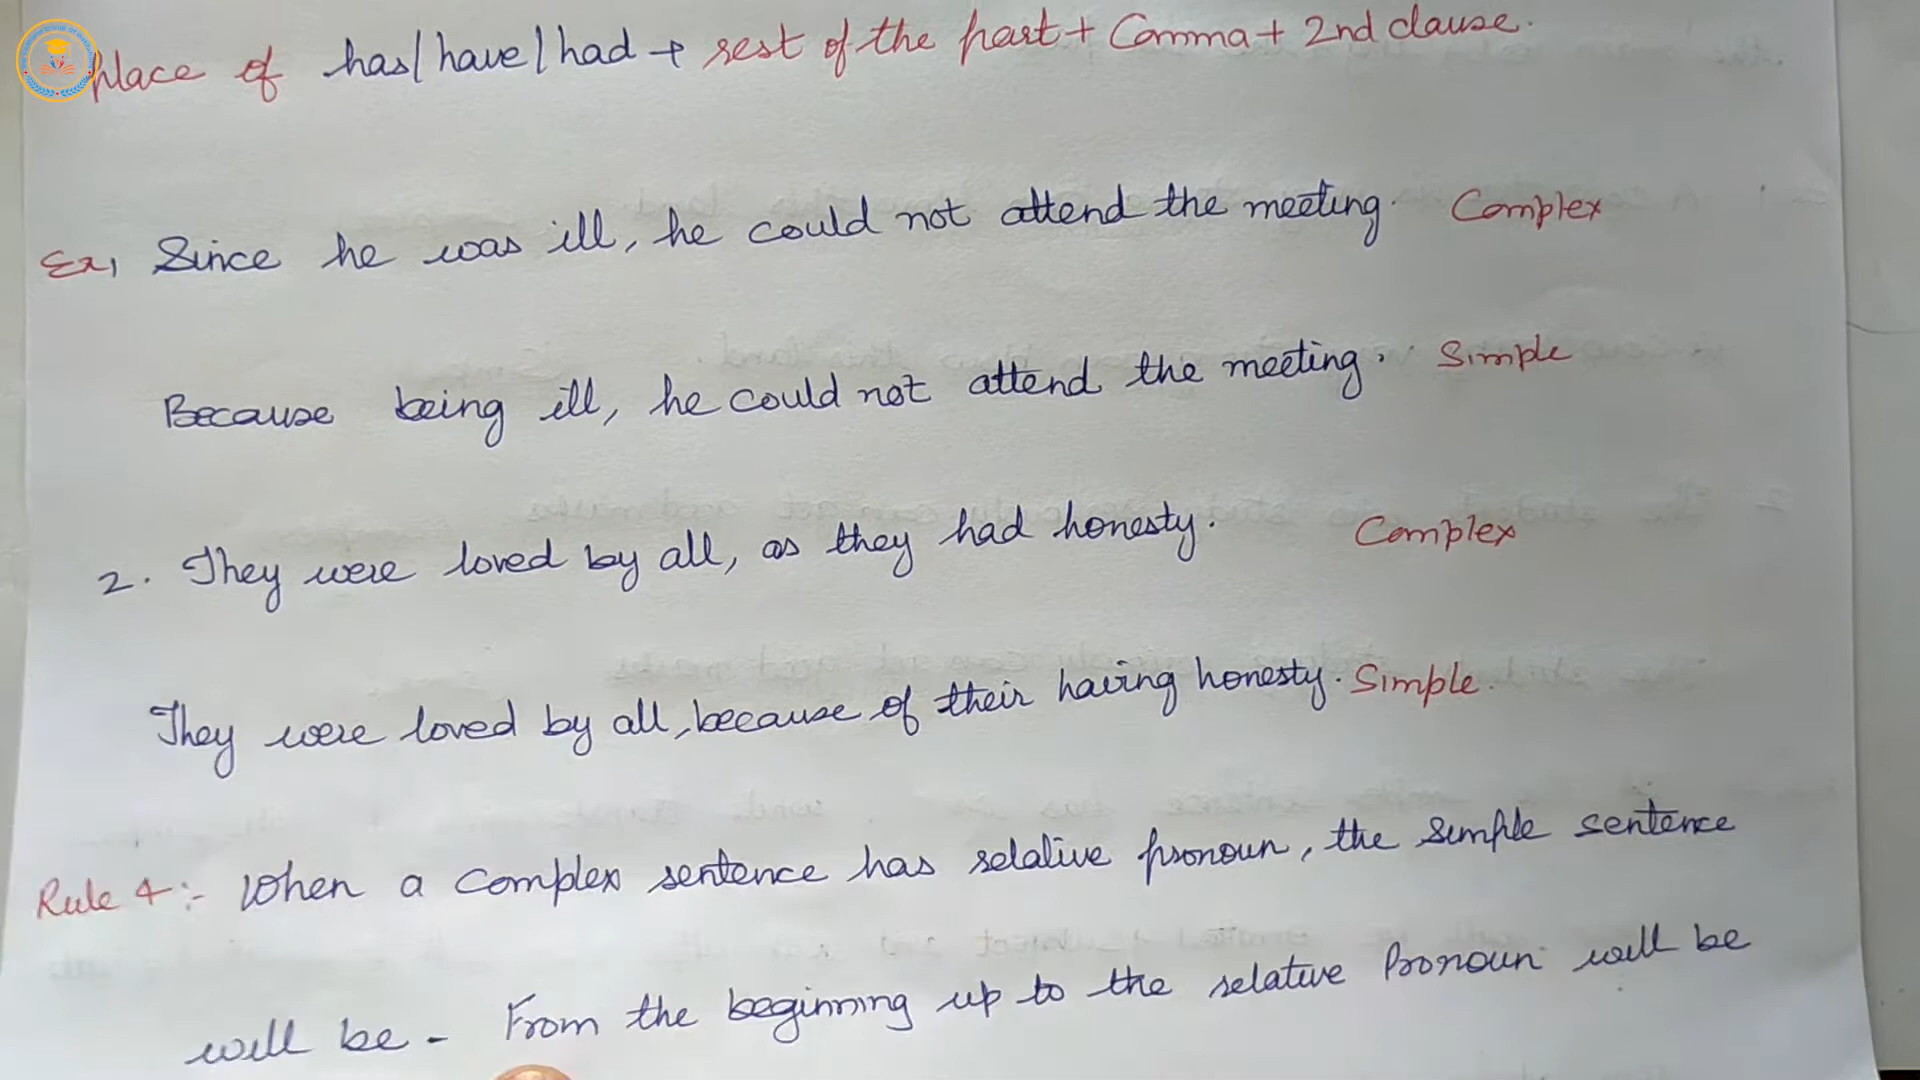 place of has/have/had + rest of the part + Comma + 2nd clause.
Ex1 Since he was ill, he could not attend the meeting. Complex
Because being ill, he could not attend the meeting. Simple
2. They were loved by all, as they had honesty. Complex
They were loved by all, because of their having honesty. Simple.
Rule 4:- When a complex sentence has relative pronoun, the simple sentence
will be - From the beginning up to the relative Pronoun will be